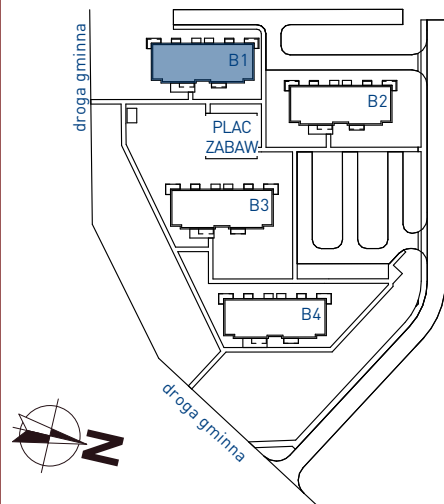 droga gminna
B1
B2
PLAC
ZABAW
B3
B4
droga gminna
N